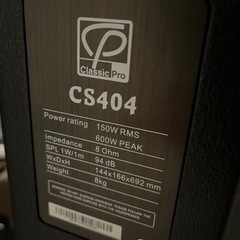 CP
Classic Pro
CS404
Power rating 150W RMS
600W PEAK
Impedance 8 Ohm
SPL 1W/1m 94 dB
WxDxH 144x166x692 mm
Weight 8kg